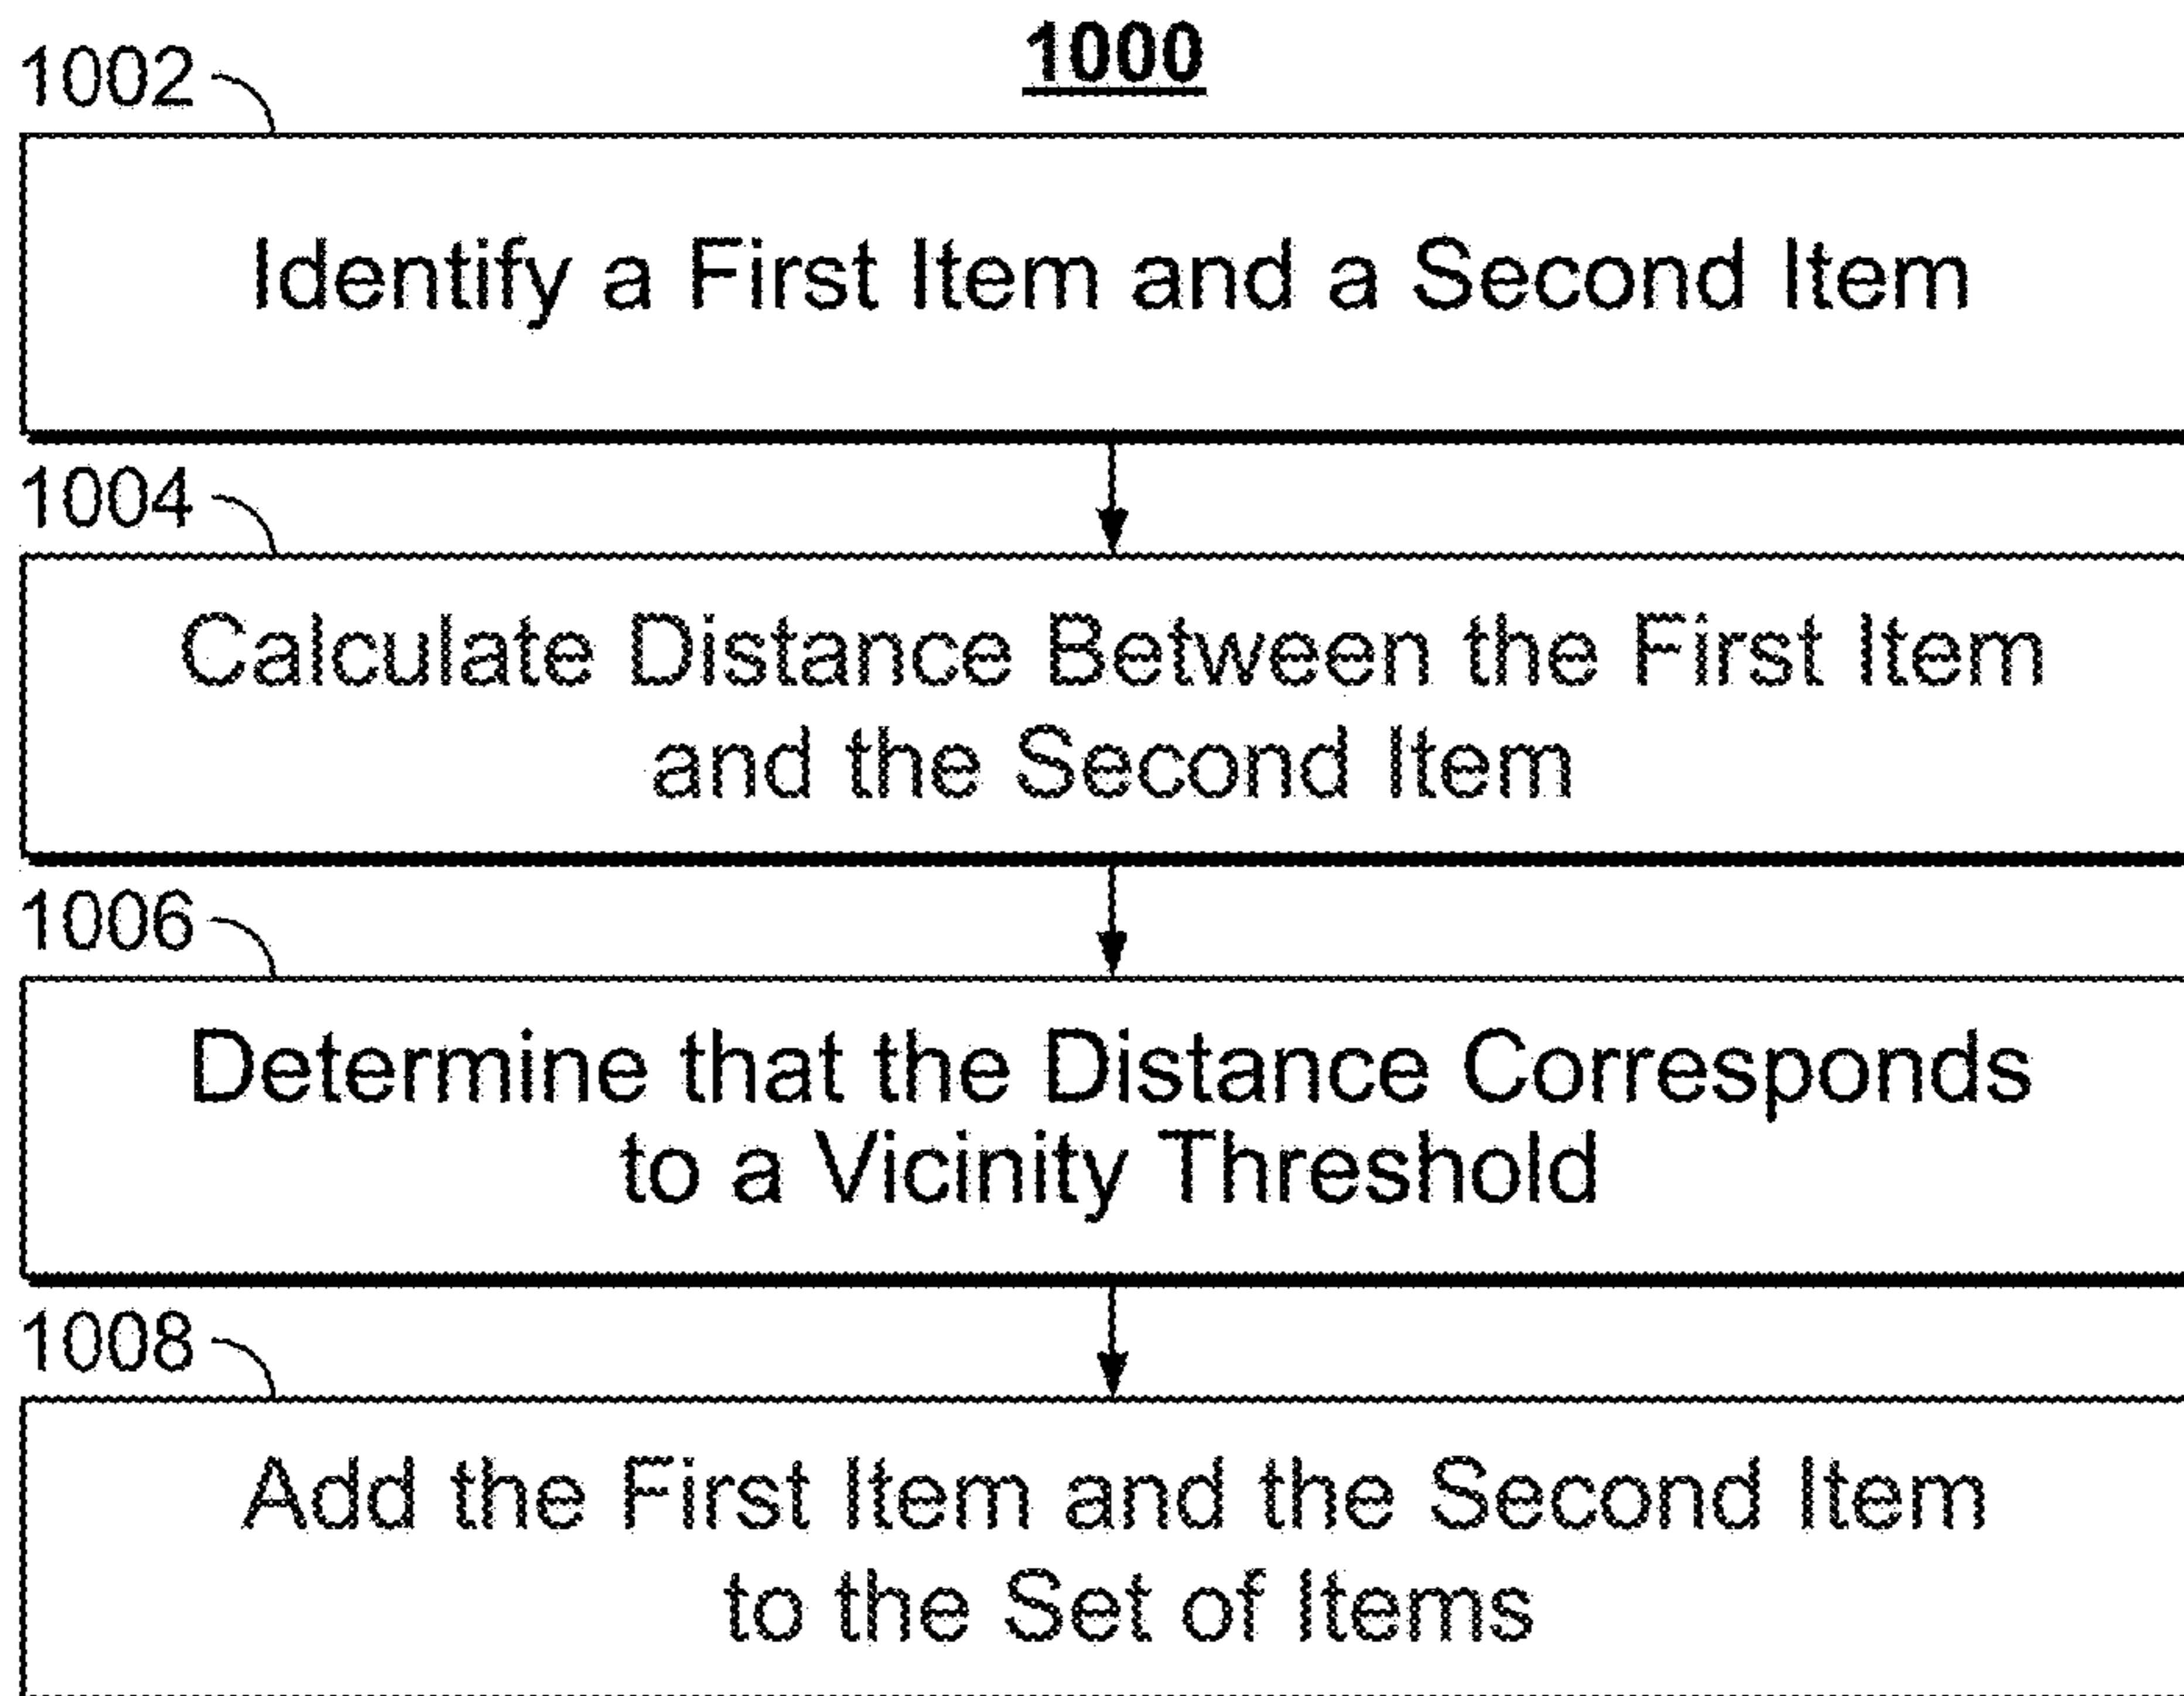 1000
1002
Identify a First Item and a Second Item
1004
Calculate Distance Between the First Item
and the Second Item
1006
Determine that the Distance Corresponds
to a Vicinity Threshold
1008
Add the First Item and the Second Item
to the Set of Items